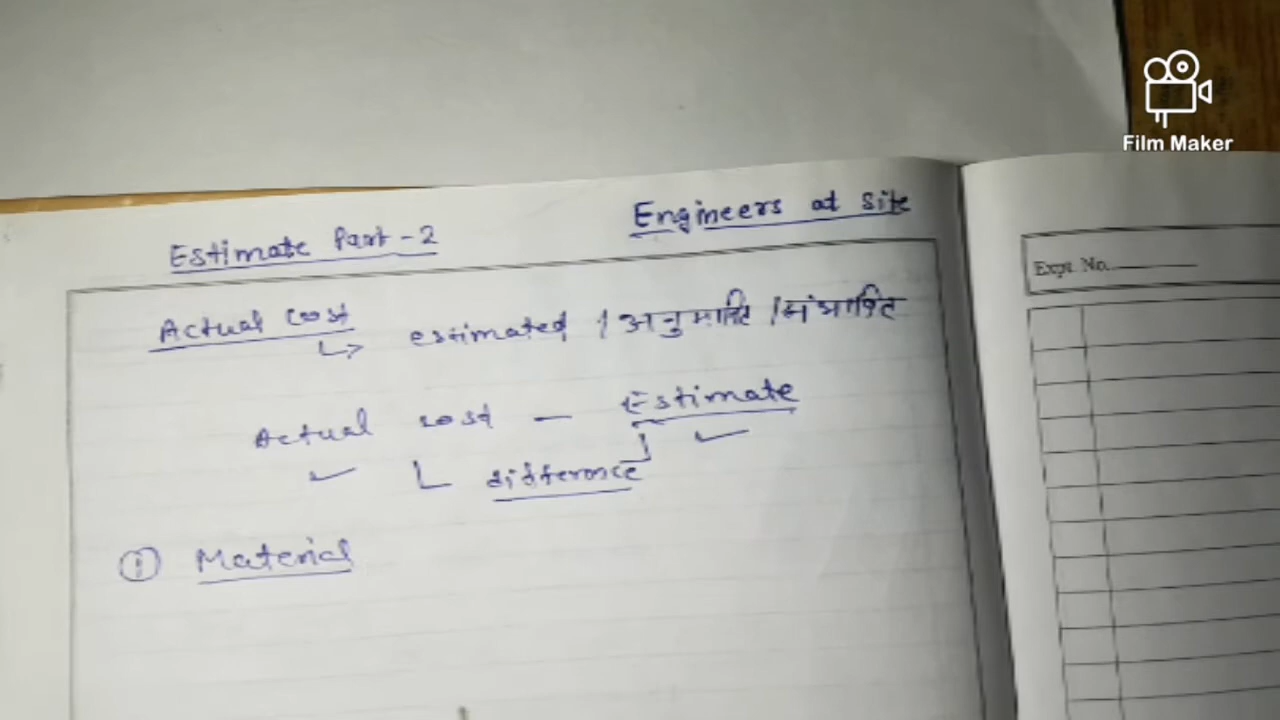 Film Maker
Estimate Part - 2
Engineers at Site
Expt. No.
Actual cost
estimated / अनुमानित / संभावित
Actual cost — Estimate
difference
① Material